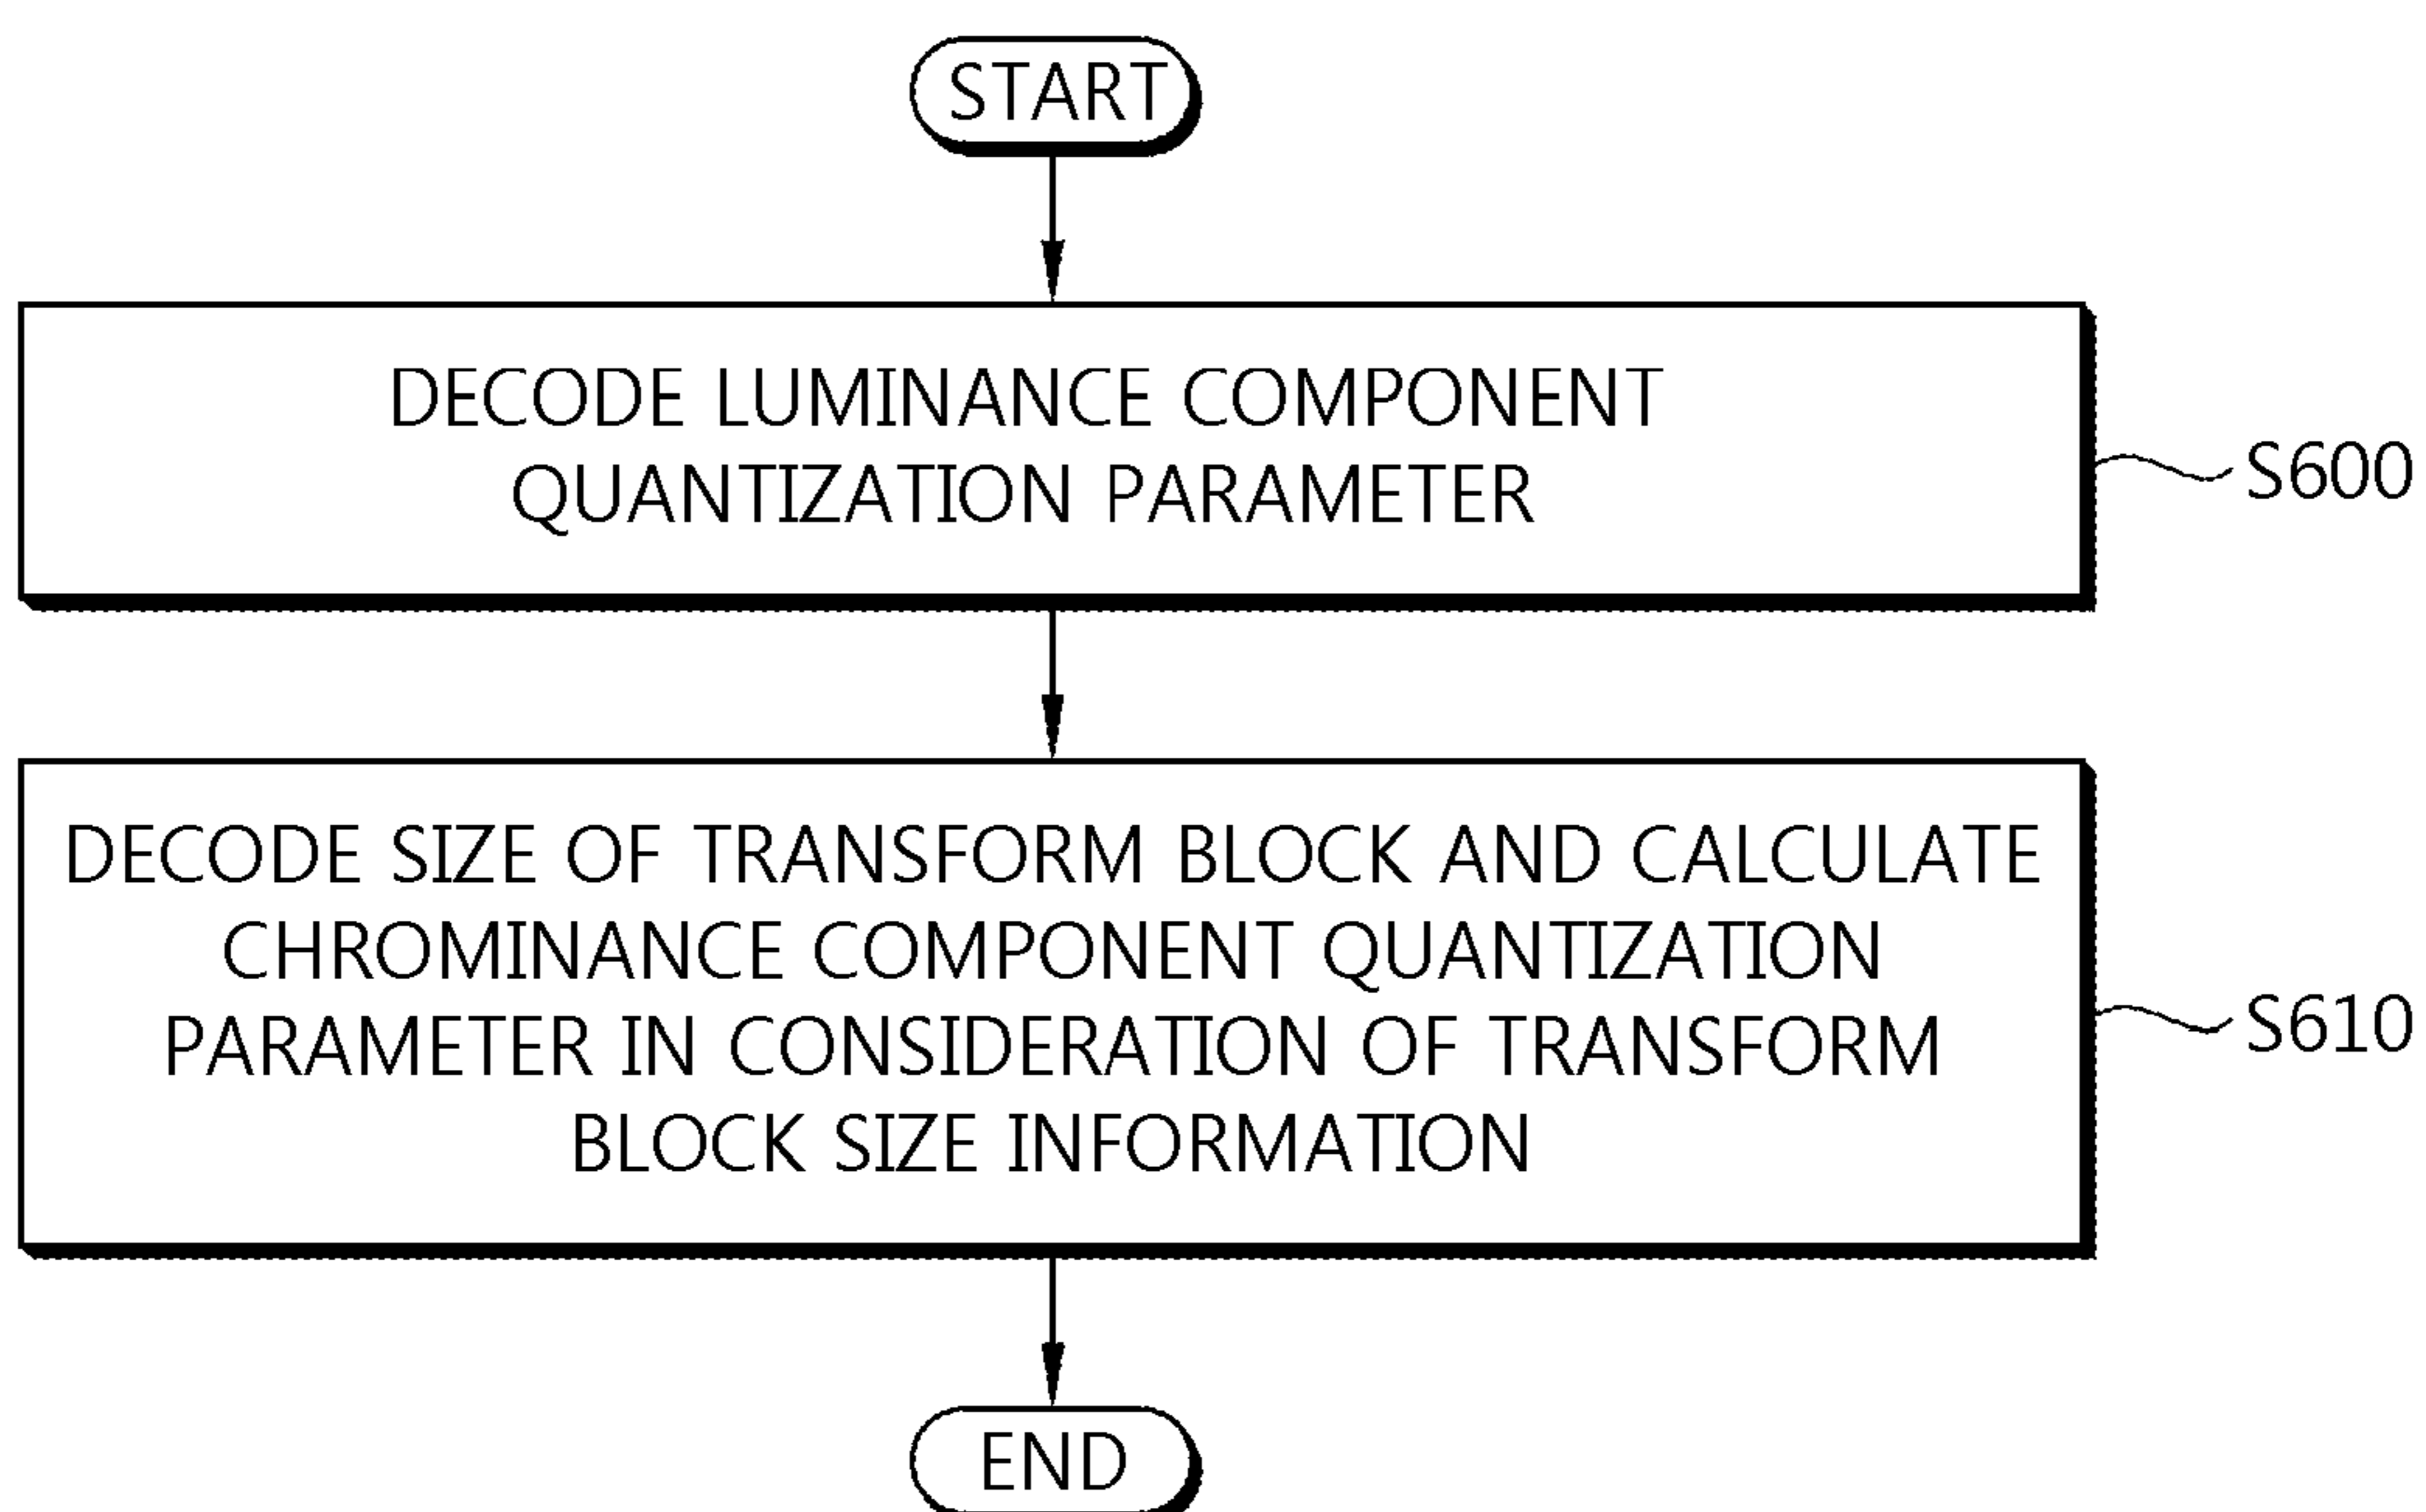 START
DECODE LUMINANCE COMPONENT
QUANTIZATION PARAMETER
S600
DECODE SIZE OF TRANSFORM BLOCK AND CALCULATE
CHROMINANCE COMPONENT QUANTIZATION
PARAMETER IN CONSIDERATION OF TRANSFORM
BLOCK SIZE INFORMATION
S610
END